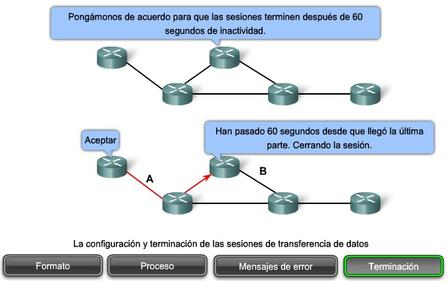 Pongámonos de acuerdo para que las sesiones terminen después de 60
segundos de inactividad.
Aceptar
Han pasado 60 segundos desde que llegó la última
parte. Cerrando la sesión.
A
B
La configuración y terminación de las sesiones de transferencia de datos
Formato
Proceso
Mensajes de error
Terminación